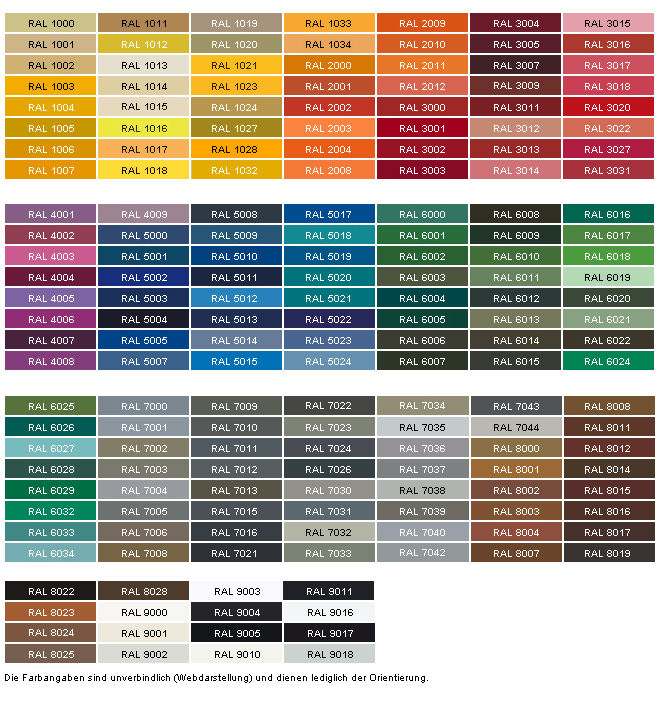 RAL 1000 RAL 1011 RAL 1019 RAL 1033 RAL 2009 RAL 3004 RAL 3015
RAL 1001 RAL 1012 RAL 1020 RAL 1034 RAL 2010 RAL 3005 RAL 3016
RAL 1002 RAL 1013 RAL 1021 RAL 2000 RAL 2011 RAL 3007 RAL 3017
RAL 1003 RAL 1014 RAL 1023 RAL 2001 RAL 2012 RAL 3009 RAL 3018
RAL 1004 RAL 1015 RAL 1024 RAL 2002 RAL 3000 RAL 3011 RAL 3020
RAL 1005 RAL 1016 RAL 1027 RAL 2003 RAL 3001 RAL 3012 RAL 3022
RAL 1006 RAL 1017 RAL 1028 RAL 2004 RAL 3002 RAL 3013 RAL 3027
RAL 1007 RAL 1018 RAL 1032 RAL 2008 RAL 3003 RAL 3014 RAL 3031
RAL 4001 RAL 4009 RAL 5008 RAL 5017 RAL 6000 RAL 6008 RAL 6016
RAL 4002 RAL 5000 RAL 5009 RAL 5018 RAL 6001 RAL 6009 RAL 6017
RAL 4003 RAL 5001 RAL 5010 RAL 5019 RAL 6002 RAL 6010 RAL 6018
RAL 4004 RAL 5002 RAL 5011 RAL 5020 RAL 6003 RAL 6011 RAL 6019
RAL 4005 RAL 5003 RAL 5012 RAL 5021 RAL 6004 RAL 6012 RAL 6020
RAL 4006 RAL 5004 RAL 5013 RAL 5022 RAL 6005 RAL 6013 RAL 6021
RAL 4007 RAL 5005 RAL 5014 RAL 5023 RAL 6006 RAL 6014 RAL 6022
RAL 4008 RAL 5007 RAL 5015 RAL 5024 RAL 6007 RAL 6015 RAL 6024
RAL 6025 RAL 7000 RAL 7009 RAL 7022 RAL 7034 RAL 7043 RAL 8008
RAL 6026 RAL 7001 RAL 7010 RAL 7023 RAL 7035 RAL 7044 RAL 8011
RAL 6027 RAL 7002 RAL 7011 RAL 7024 RAL 7036 RAL 8000 RAL 8012
RAL 6028 RAL 7003 RAL 7012 RAL 7026 RAL 7037 RAL 8001 RAL 8014
RAL 6029 RAL 7004 RAL 7013 RAL 7030 RAL 7038 RAL 8002 RAL 8015
RAL 6032 RAL 7005 RAL 7015 RAL 7031 RAL 7039 RAL 8003 RAL 8016
RAL 6033 RAL 7006 RAL 7016 RAL 7032 RAL 7040 RAL 8004 RAL 8017
RAL 6034 RAL 7008 RAL 7021 RAL 7033 RAL 7042 RAL 8007 RAL 8019
RAL 8022 RAL 8028 RAL 9003 RAL 9011
RAL 8023 RAL 9000 RAL 9004 RAL 9016
RAL 8024 RAL 9001 RAL 9005 RAL 9017
RAL 8025 RAL 9002 RAL 9010 RAL 9018
Die Farbangaben sind unverbindlich (Webdarstellung) und dienen lediglich der Orientierung.